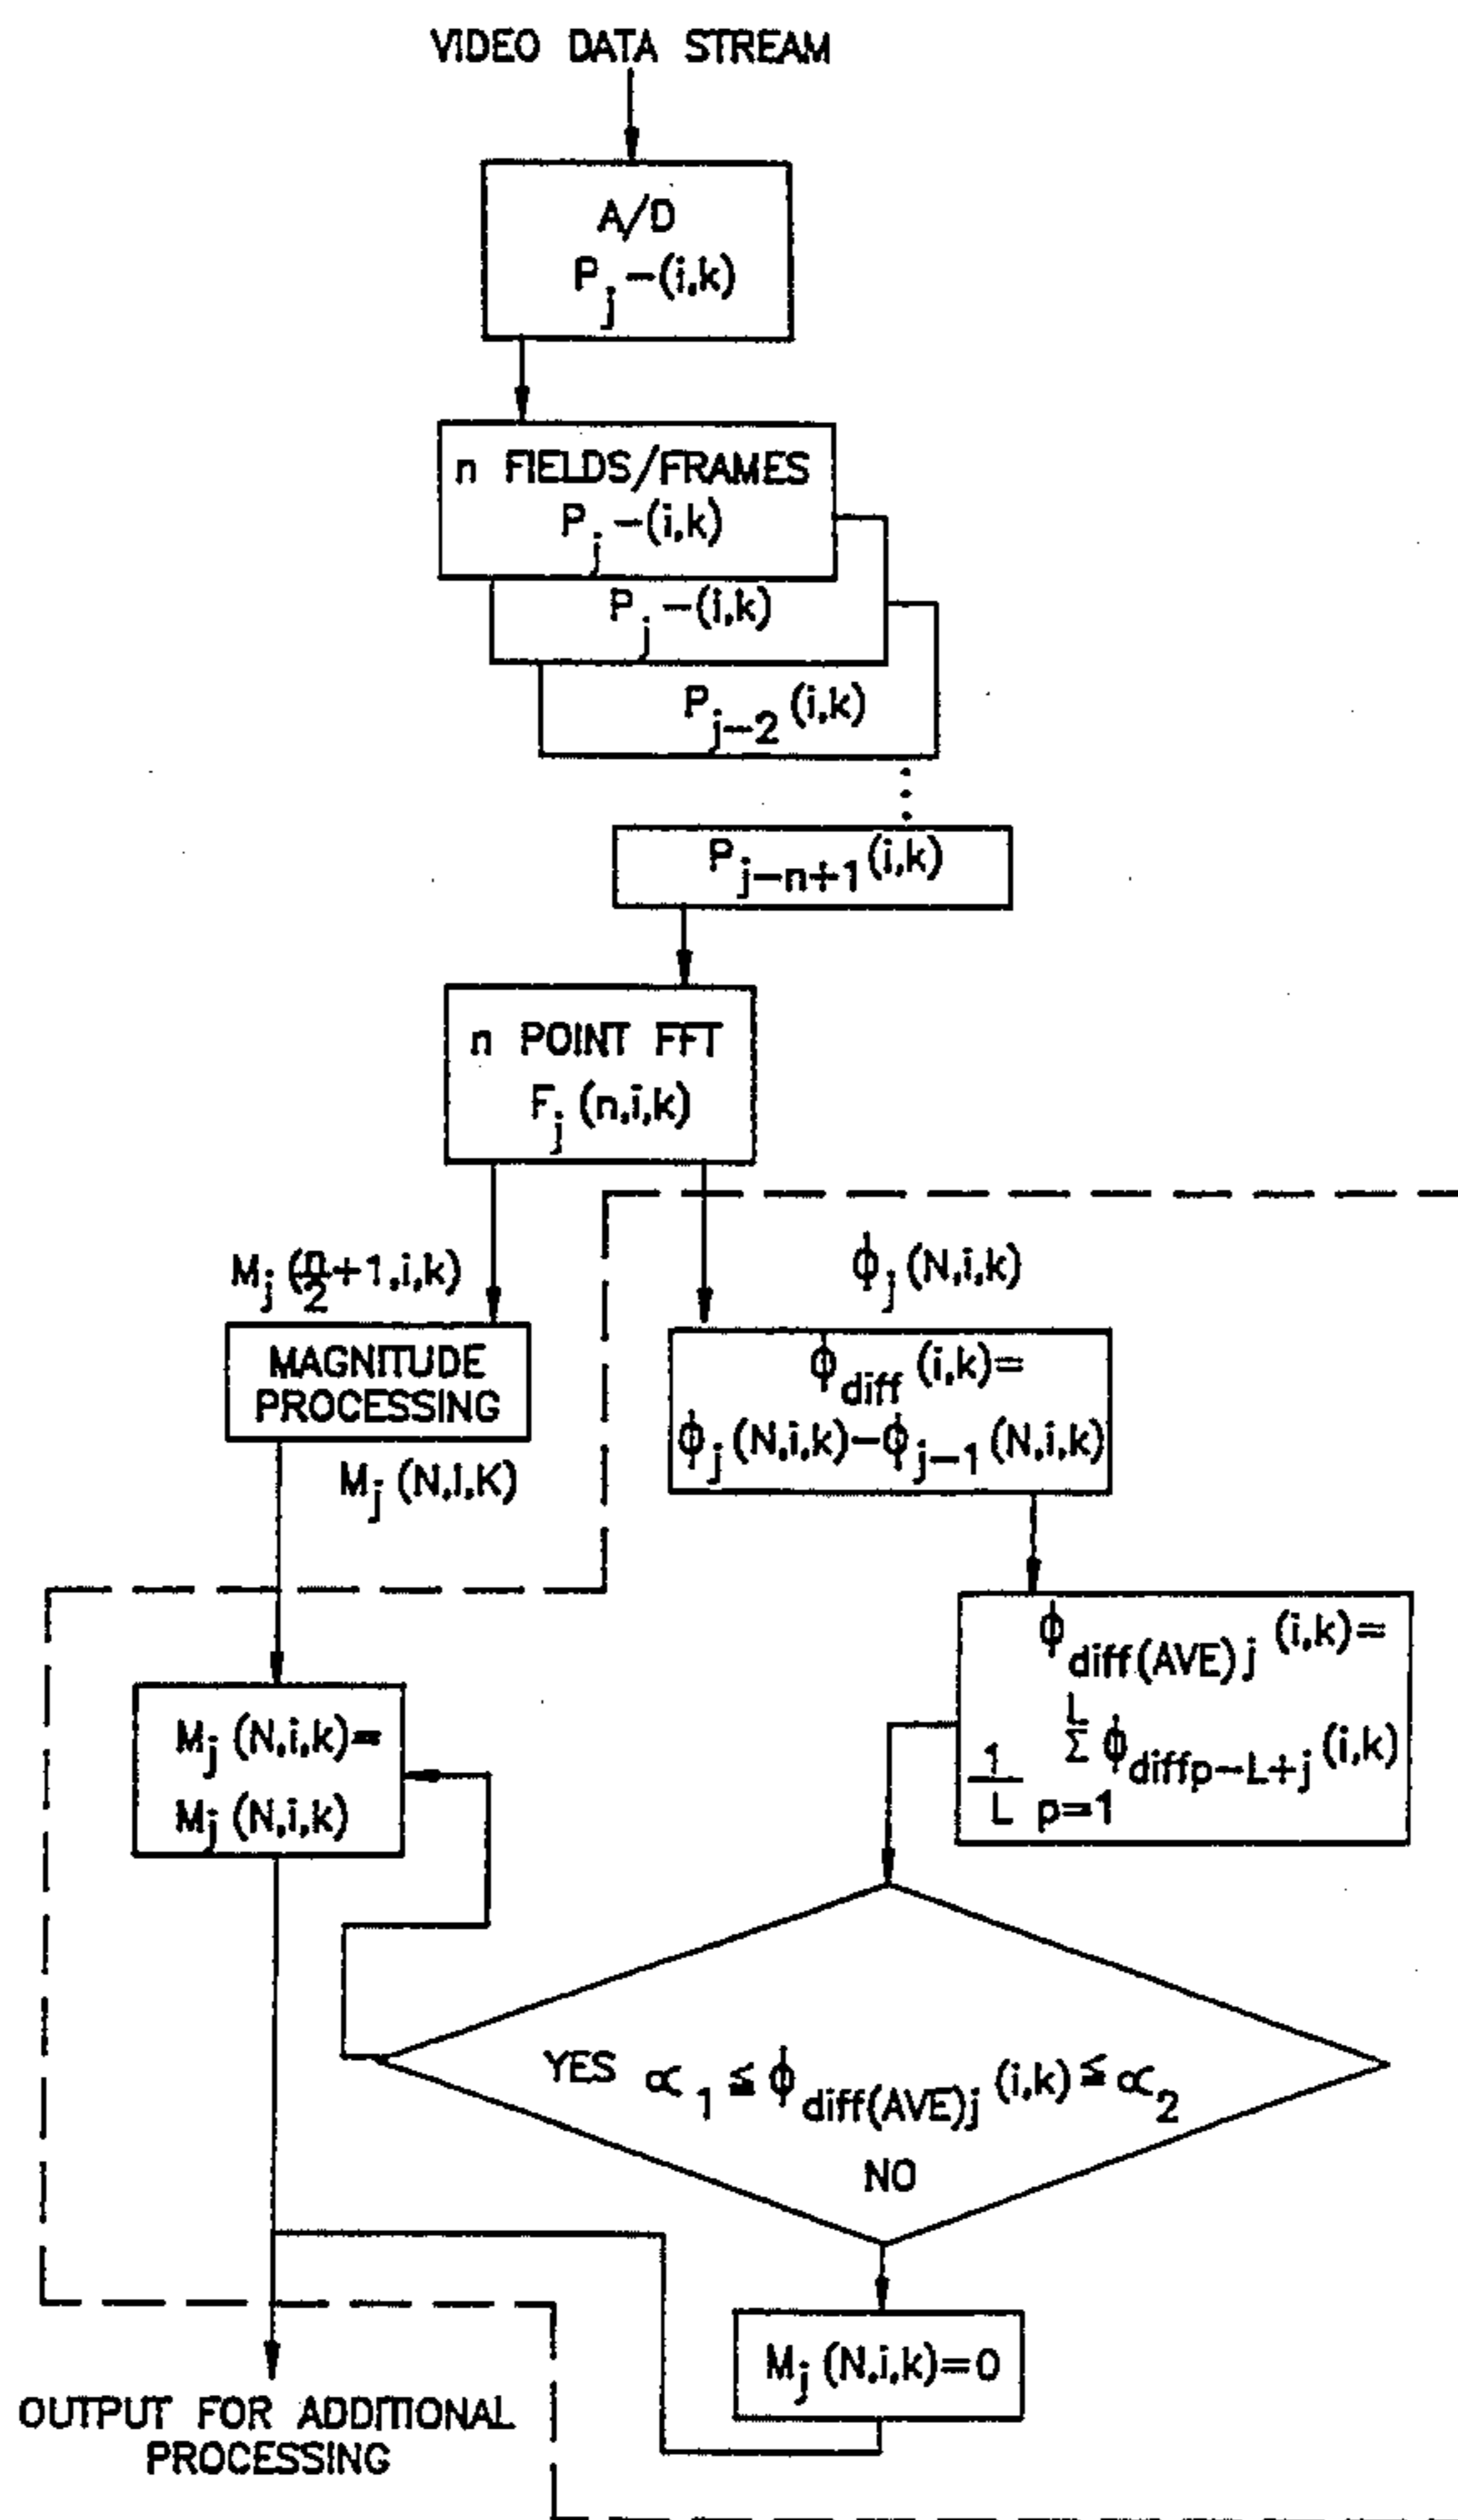 VIDEO DATA STREAM
A/D
P_j-(i,k)
n FIELDS/FRAMES
P_j-(i,k)
P_j-(i,k)
P_j-2(i,k)
P_j-n+1(i,k)
n POINT FFT
F_j(n,i,k)
M_j(n/2+1,i,k)
ϕ_j(N,i,k)
MAGNITUDE
PROCESSING
ϕ_diff(i,k)=
ϕ_j(N,i,k)-ϕ_j-1(N,i,k)
M_j(N,I,K)
ϕ_diff(AVE)j(i,k)=
1/L L Σ p=1 ϕ_diffp-L+j(i,k)
M_j(N,i,k)=
M_j(N,i,k)
YES ∝_1 ≦ ϕ_diff(AVE)j(i,k) ≦ ∝_2
NO
M_j(N,i,k)=0
OUTPUT FOR ADDITIONAL
PROCESSING